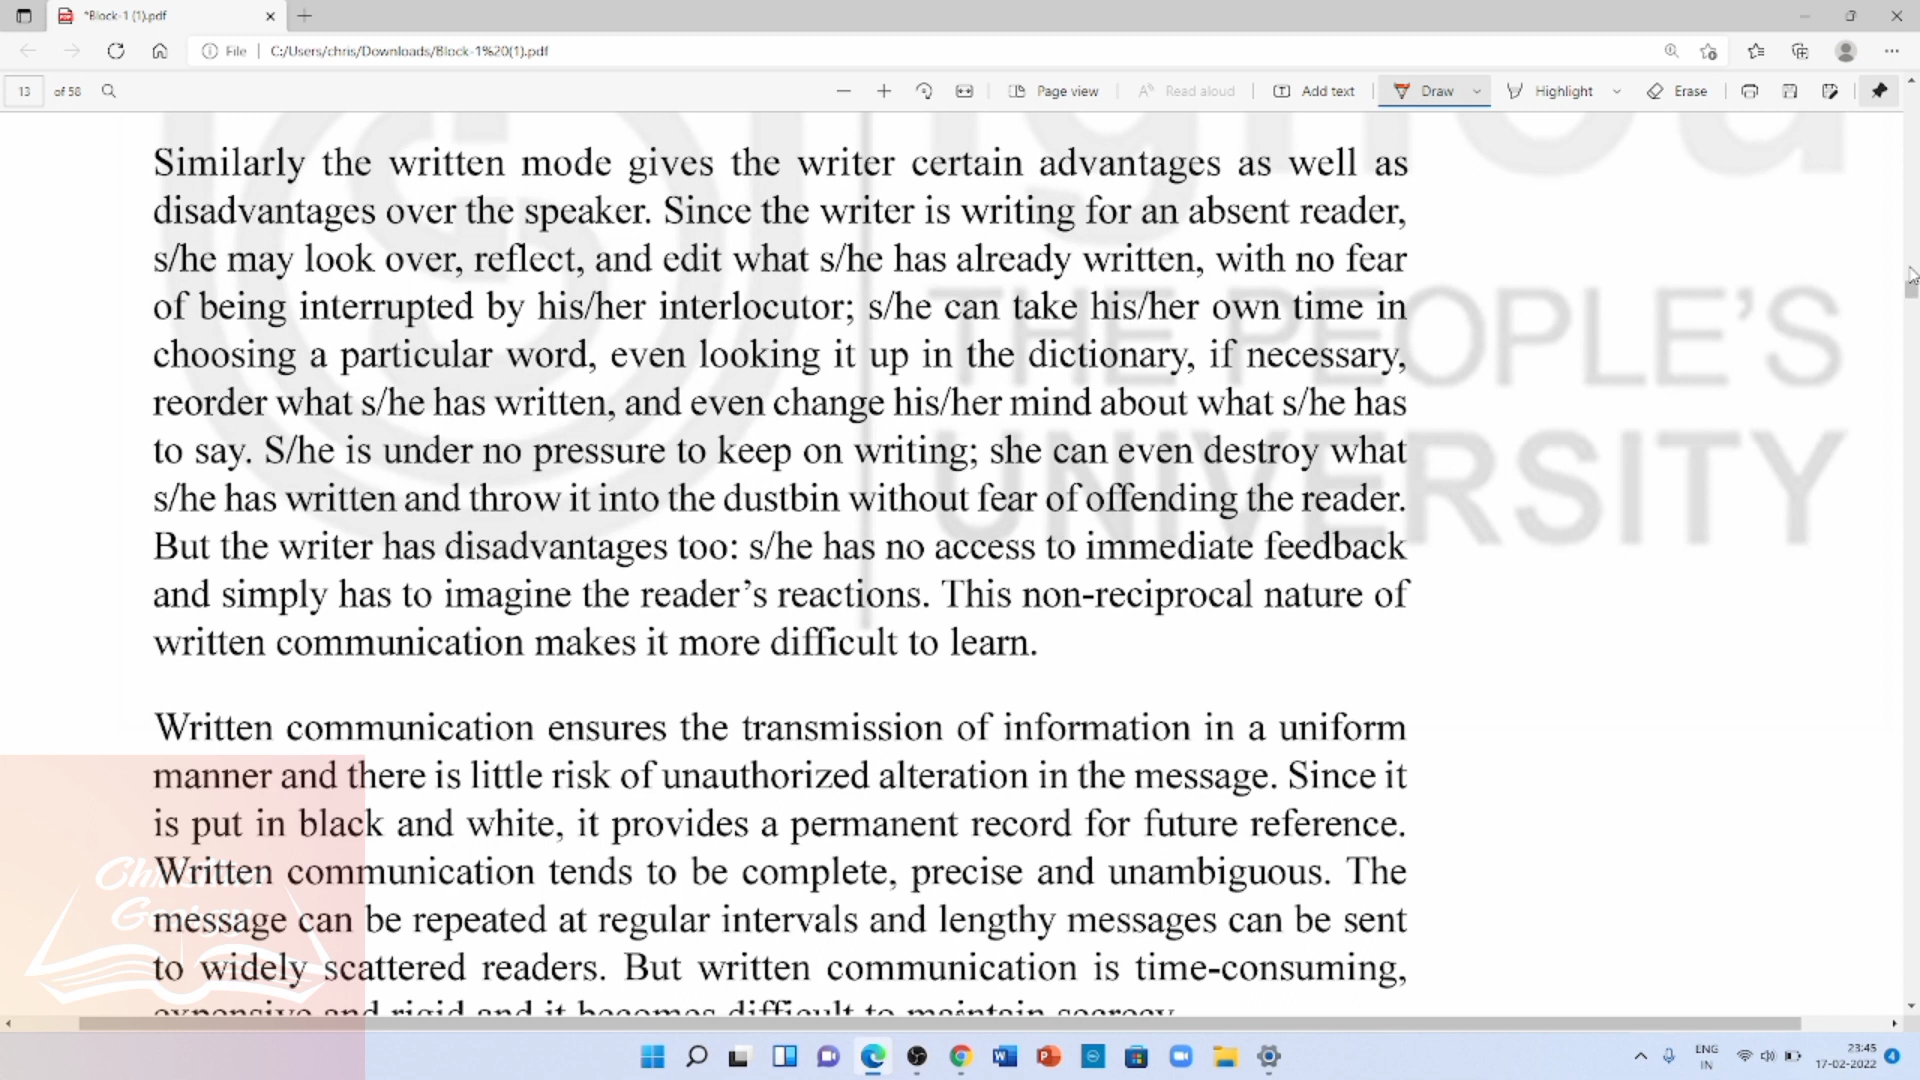 *Block-1 (1).pdf
File
C:/Users/chris/Downloads/Block-1%20(1).pdf
13 of 58
Page view
Read aloud
Add text
Draw
Highlight
Erase
THE PEOPLE'S
UNIVERSITY
Similarly the written mode gives the writer certain advantages as well as
disadvantages over the speaker. Since the writer is writing for an absent reader,
s/he may look over, reflect, and edit what s/he has already written, with no fear
of being interrupted by his/her interlocutor; s/he can take his/her own time in
choosing a particular word, even looking it up in the dictionary, if necessary,
reorder what s/he has written, and even change his/her mind about what s/he has
to say. S/he is under no pressure to keep on writing; she can even destroy what
s/he has written and throw it into the dustbin without fear of offending the reader.
But the writer has disadvantages too: s/he has no access to immediate feedback
and simply has to imagine the reader's reactions. This non-reciprocal nature of
written communication makes it more difficult to learn.
Written communication ensures the transmission of information in a uniform
manner and there is little risk of unauthorized alteration in the message. Since it
is put in black and white, it provides a permanent record for future reference.
Written communication tends to be complete, precise and unambiguous. The
message can be repeated at regular intervals and lengthy messages can be sent
to widely scattered readers. But written communication is time-consuming,
expensive and rigid and it becomes difficult to maintain secrecy.
ENG
IN
23:45
17-02-2022
4